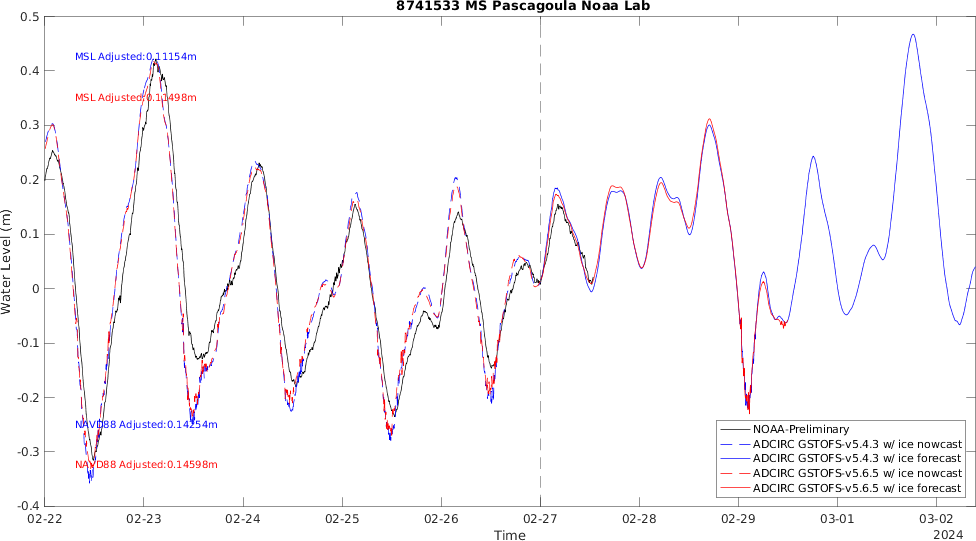 8741533 MS Pascagoula Noaa Lab
0.5
0.4
0.3
0.2
0.1
0
-0.1
-0.2
-0.3
-0.4
Water Level (m)
MSL Adjusted:0.11154m
MSL Adjusted:0.11498m
NAVD88 Adjusted:0.14254m
NAVD88 Adjusted:0.14598m
NOAA-Preliminary
ADCIRC GSTOFS-v5.4.3 w/ ice nowcast
ADCIRC GSTOFS-v5.4.3 w/ ice forecast
ADCIRC GSTOFS-v5.6.5 w/ ice nowcast
ADCIRC GSTOFS-v5.6.5 w/ ice forecast
02-22 02-23 02-24 02-25 02-26 02-27 02-28 02-29 03-01 03-02
Time
2024